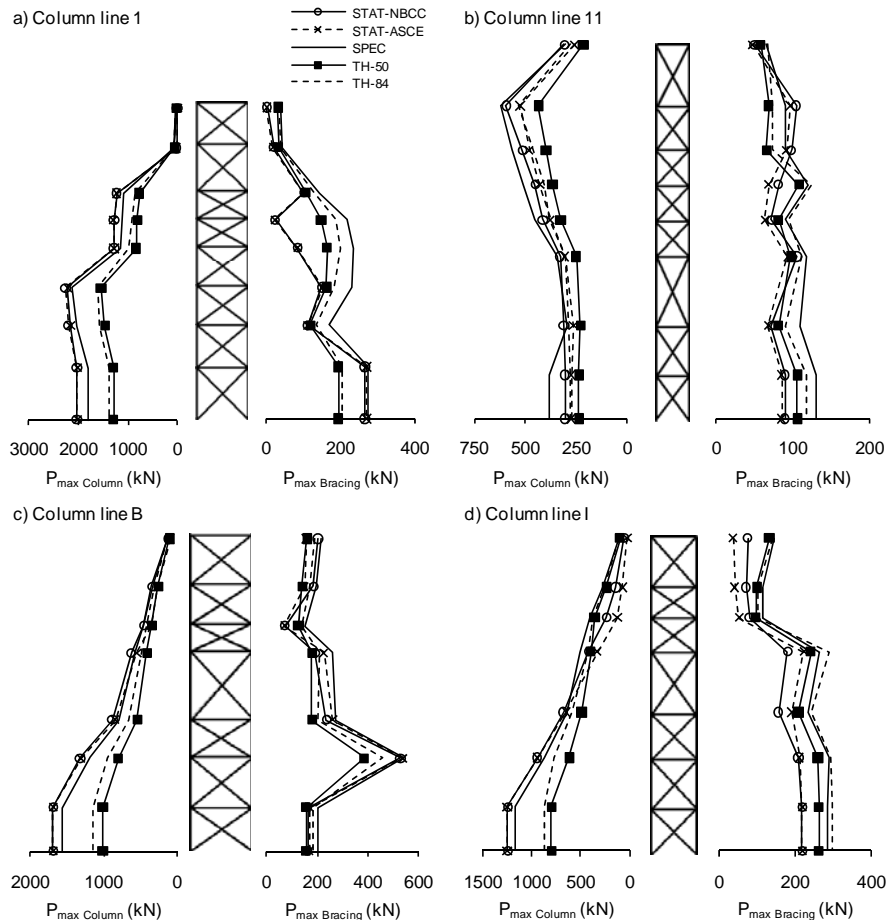 a) Column line 1
STAT-NBCC
STAT-ASCE
SPEC
TH-50
TH-84
b) Column line 11
3000 2000 1000 0
0 200 400
P max Column (kN)
P max Bracing (kN)
750 500 250 0
0 100 200
P max Column (kN)
P max Bracing (kN)
c) Column line B
d) Column line I
2000 1000 0
0 200 400 600
P max Column (kN)
P max Bracing (kN)
1500 1000 500 0
0 200 400
P max Column (kN)
P max Bracing (kN)